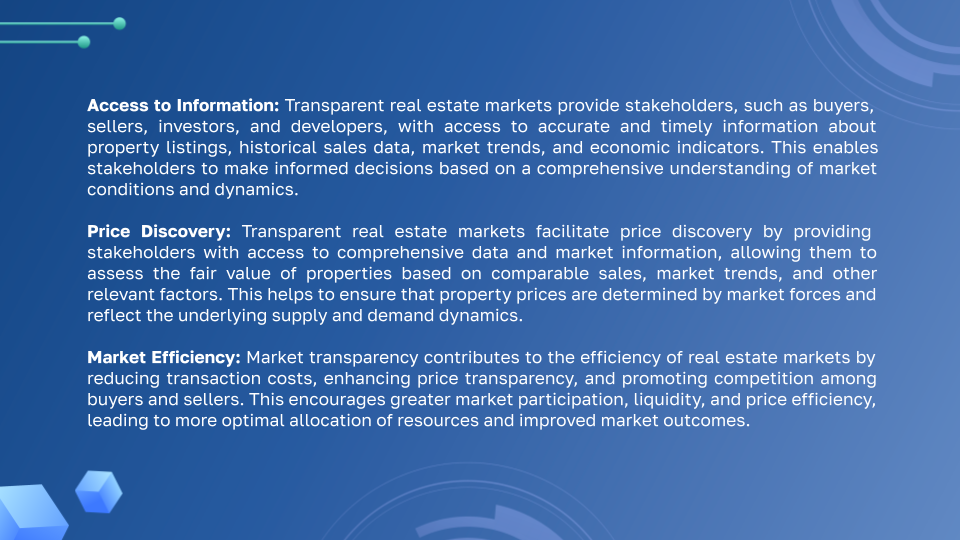 Access to Information: Transparent real estate markets provide stakeholders, such as buyers,
sellers, investors, and developers, with access to accurate and timely information about
property listings, historical sales data, market trends, and economic indicators. This enables
stakeholders to make informed decisions based on a comprehensive understanding of market
conditions and dynamics.
Price Discovery: Transparent real estate markets facilitate price discovery by providing
stakeholders with access to comprehensive data and market information, allowing them to
assess the fair value of properties based on comparable sales, market trends, and other
relevant factors. This helps to ensure that property prices are determined by market forces and
reflect the underlying supply and demand dynamics.
Market Efficiency: Market transparency contributes to the efficiency of real estate markets by
reducing transaction costs, enhancing price transparency, and promoting competition among
buyers and sellers. This encourages greater market participation, liquidity, and price efficiency,
leading to more optimal allocation of resources and improved market outcomes.